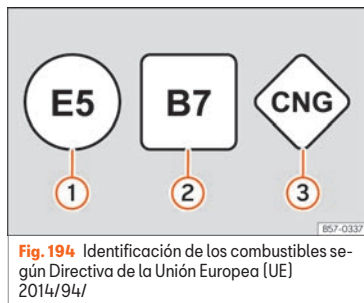 E5 B7 CNG
1 2 3
B57-0337
Fig. 194 Identificación de los combustibles se-
gún Directiva de la Unión Europea (UE)
2014/94/